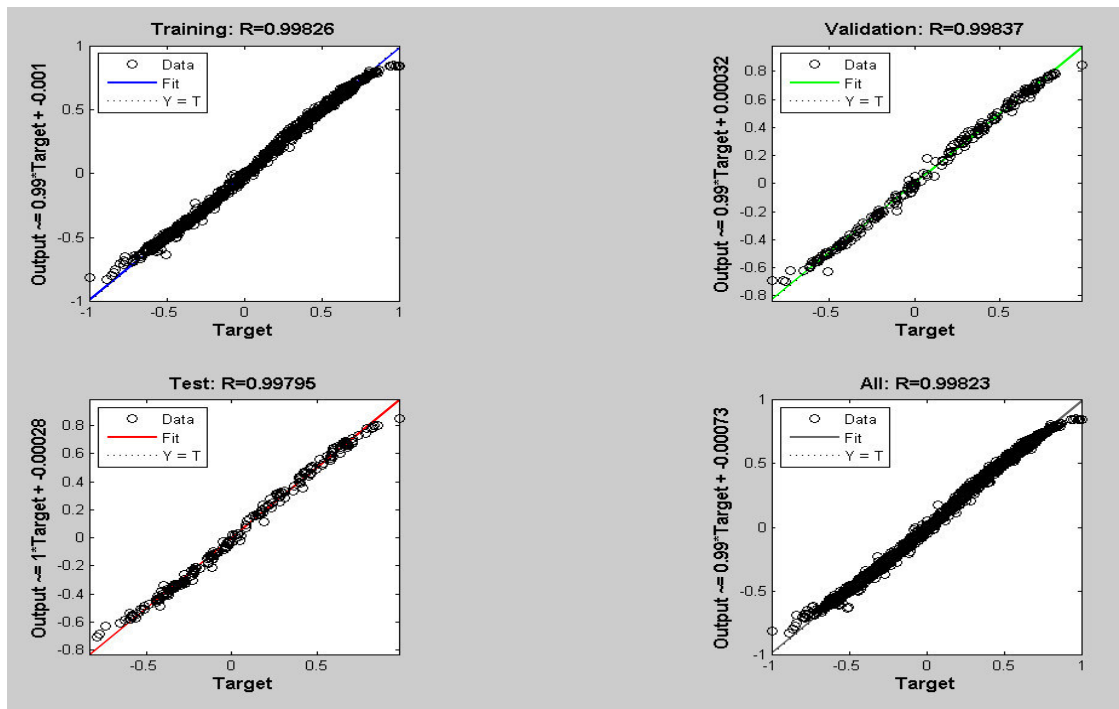 Training: R=0.99826
Output ~= 0.99*Target + -0.001
1
0.5
0
-0.5
-1
Data
Fit
Y = T
-1
-0.5
0
0.5
1
Target
Validation: R=0.99837
Output ~= 0.99*Target + 0.00032
0.8
0.6
0.4
0.2
0
-0.2
-0.4
-0.6
-0.8
Data
Fit
Y = T
-0.5
0
0.5
Target
Test: R=0.99795
Output ~= 1*Target + -0.00028
0.8
0.6
0.4
0.2
0
-0.2
-0.4
-0.6
-0.8
Data
Fit
Y = T
-0.5
0
0.5
Target
All: R=0.99823
Output ~= 0.99*Target + -0.00073
1
0.5
0
-0.5
-1
Data
Fit
Y = T
-1
-0.5
0
0.5
1
Target